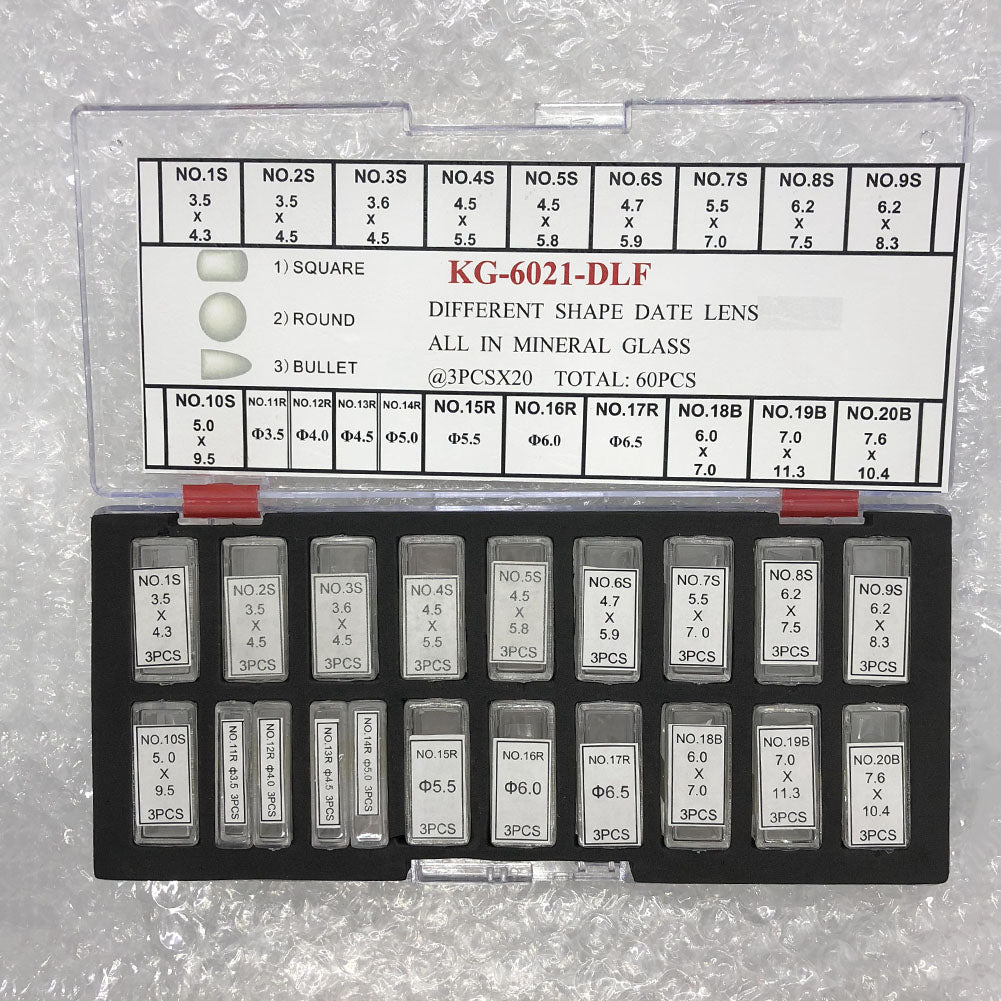 NO.1S NO.2S NO.3S NO.4S NO.5S NO.6S NO.7S NO.8S NO.9S
3.5 3.5 3.6 4.5 4.5 4.7 5.5 6.2 6.2
X X X X X X X X X
4.3 4.5 4.5 5.5 5.8 5.9 7.0 7.5 8.3
1) SQUARE
2) ROUND
3) BULLET
KG-6021-DLF
DIFFERENT SHAPE DATE LENS
ALL IN MINERAL GLASS
@3PCSX20 TOTAL: 60PCS
NO.10S NO.11R NO.12R NO.13R NO.14R NO.15R NO.16R NO.17R NO.18B NO.19B NO.20B
5.0 Φ3.5 Φ4.0 Φ4.5 Φ5.0 Φ5.5 Φ6.0 Φ6.5 6.0 7.0 7.6
X X X X
9.5 7.0 11.3 10.4
NO.1S
3.5
X
4.3
3PCS
NO.2S
3.5
X
4.5
3PCS
NO.3S
3.6
X
4.5
3PCS
NO.4S
4.5
X
5.5
3PCS
NO.5S
4.5
X
5.8
3PCS
NO.6S
4.7
X
5.9
3PCS
NO.7S
5.5
X
7.0
3PCS
NO.8S
6.2
X
7.5
3PCS
NO.9S
6.2
X
8.3
3PCS
NO.10S
5.0
X
9.5
3PCS
NO.11R Φ3.5 3PCS
NO.12R Φ4.0 3PCS
NO.13R Φ4.5 3PCS
NO.14R Φ5.0 3PCS
NO.15R
Φ5.5
3PCS
NO.16R
Φ6.0
3PCS
NO.17R
Φ6.5
3PCS
NO.18B
6.0
X
7.0
3PCS
NO.19B
7.0
X
11.3
3PCS
NO.20B
7.6
X
10.4
3PCS